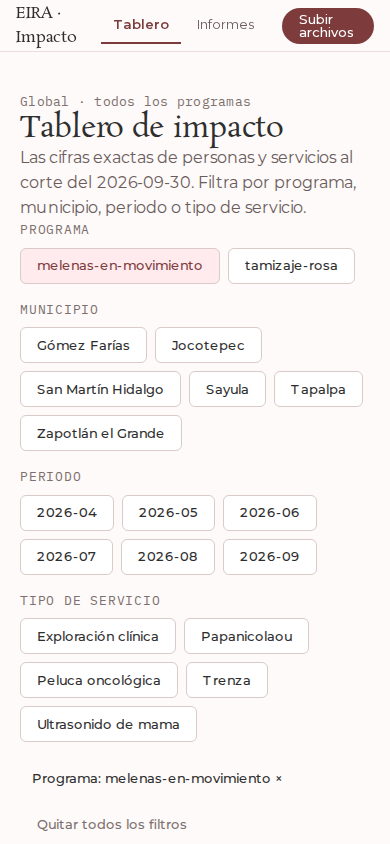 EIRA ·
Impacto
Tablero
Informes
Subir
archivos
Global · todos los programas
Tablero de impacto
Las cifras exactas de personas y servicios al
corte del 2026-09-30. Filtra por programa,
municipio, periodo o tipo de servicio.
PROGRAMA
melenas-en-movimiento
tamizaje-rosa
MUNICIPIO
Gómez Farías
Jocotepec
San Martín Hidalgo
Sayula
Tapalpa
Zapotlán el Grande
PERIODO
2026-04
2026-05
2026-06
2026-07
2026-08
2026-09
TIPO DE SERVICIO
Exploración clínica
Papanicolaou
Peluca oncológica
Trenza
Ultrasonido de mama
Programa: melenas-en-movimiento ×
Quitar todos los filtros